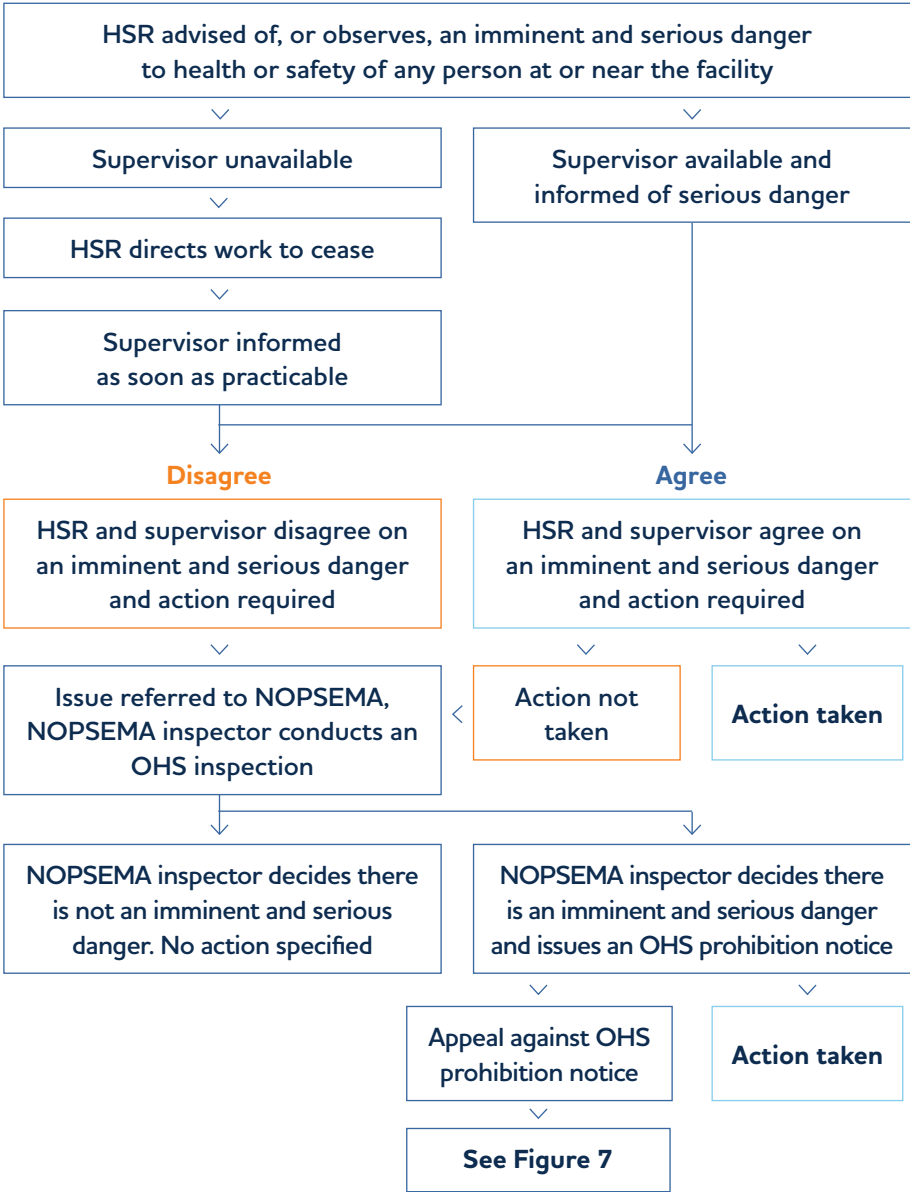 HSR advised of, or observes, an imminent and serious danger
to health or safety of any person at or near the facility
Supervisor unavailable
Supervisor available and
informed of serious danger
HSR directs work to cease
Supervisor informed
as soon as practicable
Disagree
Agree
HSR and supervisor disagree on
an imminent and serious danger
and action required
HSR and supervisor agree on
an imminent and serious danger
and action required
Issue referred to NOPSEMA,
NOPSEMA inspector conducts an
OHS inspection
Action not
taken
Action taken
NOPSEMA inspector decides there
is not an imminent and serious
danger. No action specified
NOPSEMA inspector decides there
is an imminent and serious danger
and issues an OHS prohibition notice
Appeal against OHS
prohibition notice
Action taken
See Figure 7